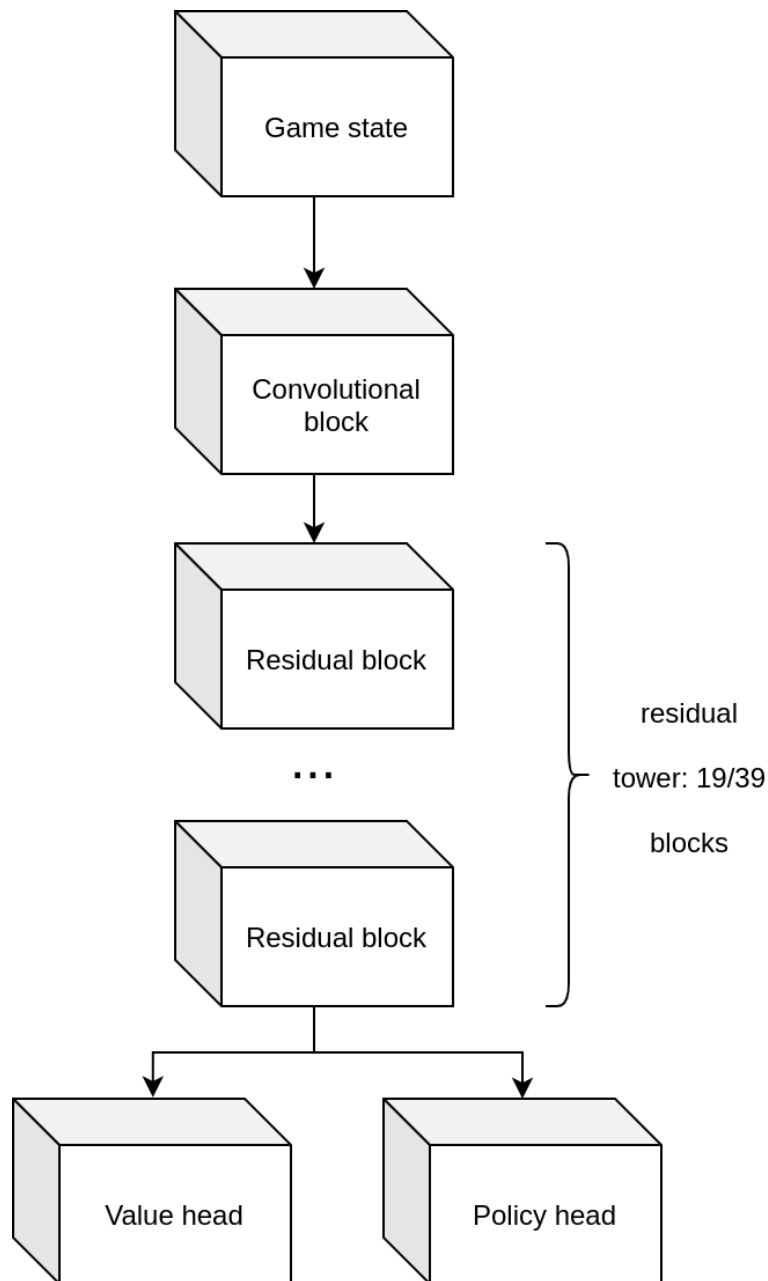 Game state
Convolutional
block
Residual block
...
Residual block
residual
tower: 19/39
blocks
Value head
Policy head